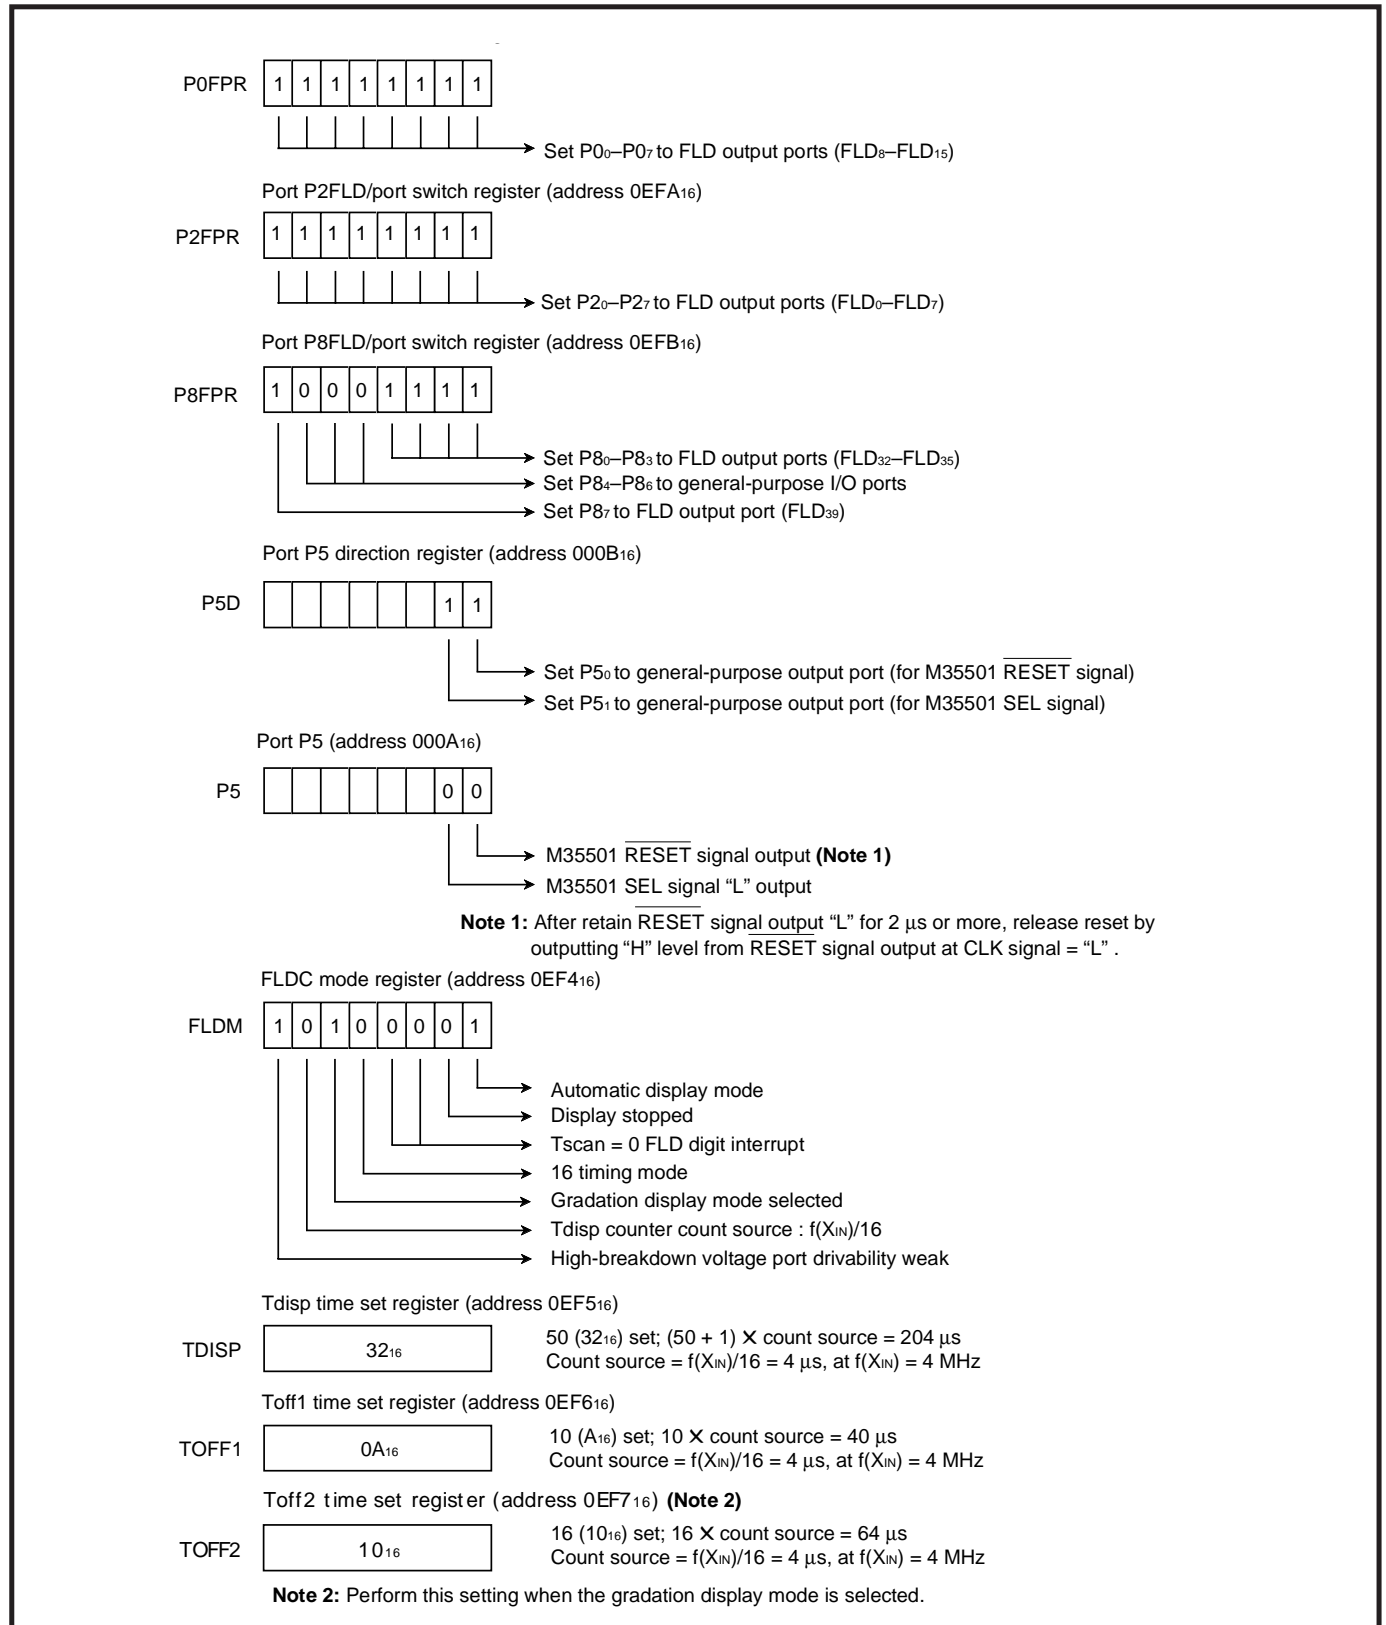 P0FPR 1 1 1 1 1 1 1 1
Set P0₀–P0₇ to FLD output ports (FLD₈–FLD₁₅)
Port P2FLD/port switch register (address 0EFA₁₆)
P2FPR 1 1 1 1 1 1 1 1
Set P2₀–P2₇ to FLD output ports (FLD₀–FLD₇)
Port P8FLD/port switch register (address 0EFB₁₆)
P8FPR 1 0 0 0 1 1 1 1
Set P8₀–P8₃ to FLD output ports (FLD₃₂–FLD₃₅)
Set P8₄–P8₆ to general-purpose I/O ports
Set P8₇ to FLD output port (FLD₃₉)
Port P5 direction register (address 000B₁₆)
P5D 1 1
Set P5₀ to general-purpose output port (for M35501 RESET signal)
Set P5₁ to general-purpose output port (for M35501 SEL signal)
Port P5 (address 000A₁₆)
P5 0 0
M35501 RESET signal output (Note 1)
M35501 SEL signal “L” output
Note 1: After retain RESET signal output “L” for 2 µs or more, release reset by
outputting “H” level from RESET signal output at CLK signal = “L” .
FLDC mode register (address 0EF4₁₆)
FLDM 1 0 1 0 0 0 0 1
Automatic display mode
Display stopped
Tscan = 0 FLD digit interrupt
16 timing mode
Gradation display mode selected
Tdisp counter count source : f(XIN)/16
High-breakdown voltage port drivability weak
Tdisp time set register (address 0EF5₁₆)
TDISP 32₁₆ 50 (32₁₆) set; (50 + 1) ✕ count source = 204 µs
Count source = f(XIN)/16 = 4 µs, at f(XIN) = 4 MHz
Toff1 time set register (address 0EF6₁₆)
TOFF1 0A₁₆ 10 (A₁₆) set; 10 ✕ count source = 40 µs
Count source = f(XIN)/16 = 4 µs, at f(XIN) = 4 MHz
Toff2 time set register (address 0EF7₁₆) (Note 2)
TOFF2 10₁₆ 16 (10₁₆) set; 16 ✕ count source = 64 µs
Count source = f(XIN)/16 = 4 µs, at f(XIN) = 4 MHz
Note 2: Perform this setting when the gradation display mode is selected.